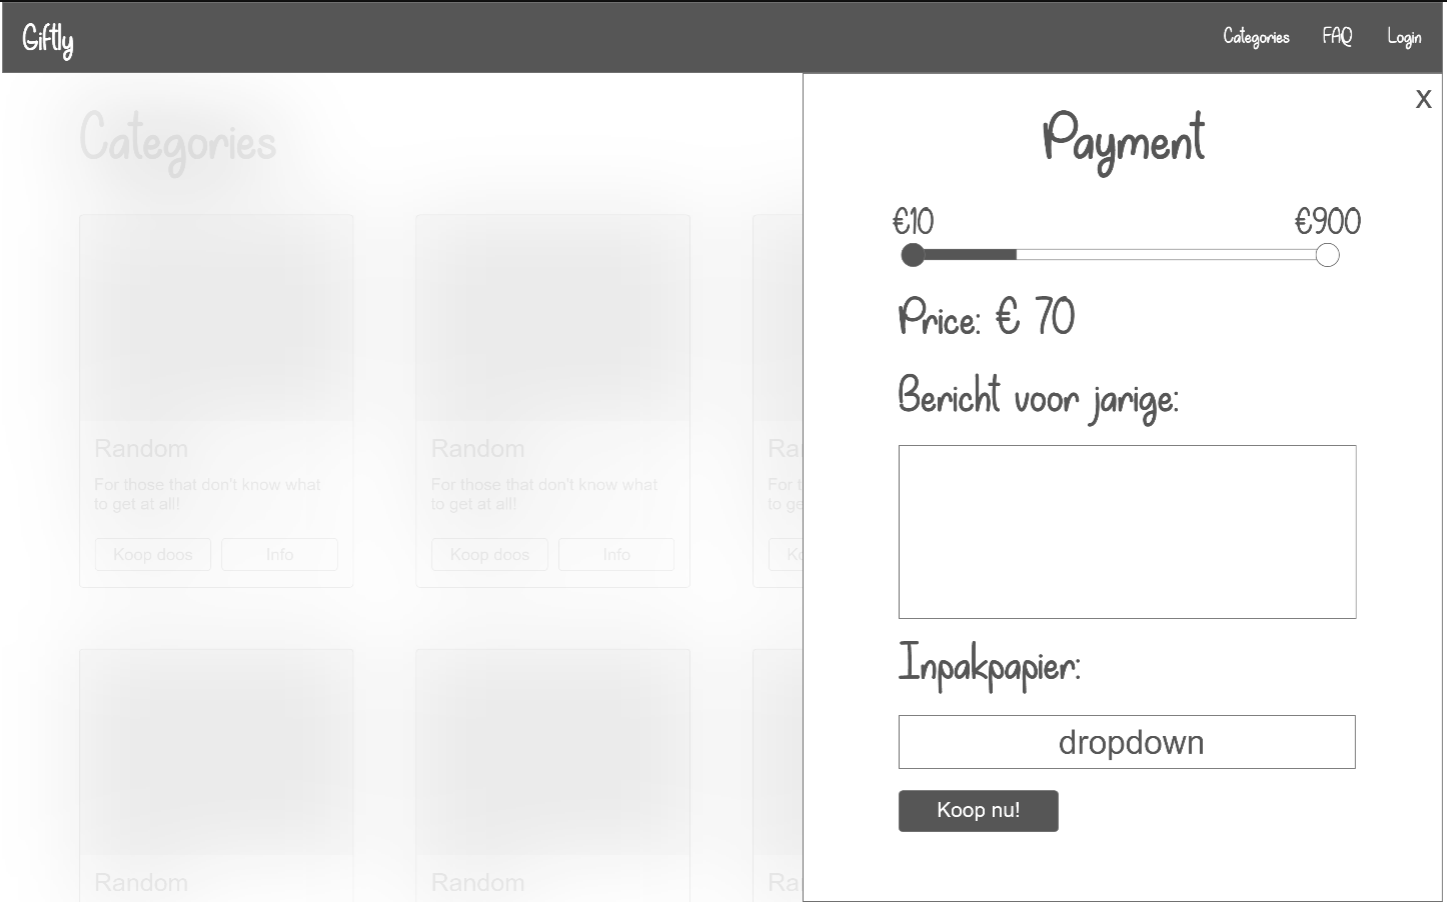 Giftly
Categories FAQ Login
Categories
Random
For those that don't know what
to get at all!
Koop doos Info
Random
For those that don't know what
to get at all!
Koop doos Info
Ra
For t
to ge
Ko
Random
Random
Ra
x
Payment
€10 €900
Price: € 70
Bericht voor jarige:
Inpakpapier:
dropdown
Koop nu!